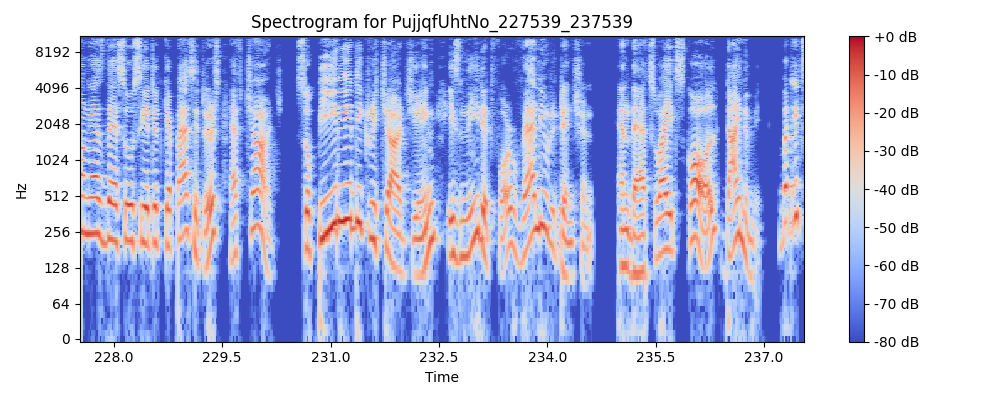 Spectrogram for PujjqfUhtNo_227539_237539
Hz
8192
4096
2048
1024
512
256
128
64
0
228.0 229.5 231.0 232.5 234.0 235.5 237.0
Time
+0 dB
-10 dB
-20 dB
-30 dB
-40 dB
-50 dB
-60 dB
-70 dB
-80 dB